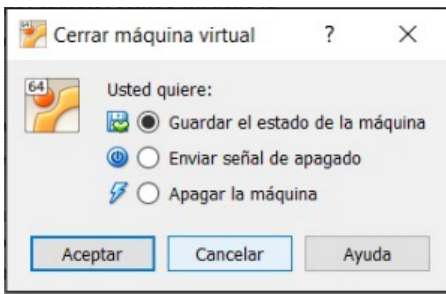 Cerrar máquina virtual ?
64
Usted quiere:
Guardar el estado de la máquina
Enviar señal de apagado
Apagar la máquina
Aceptar Cancelar Ayuda